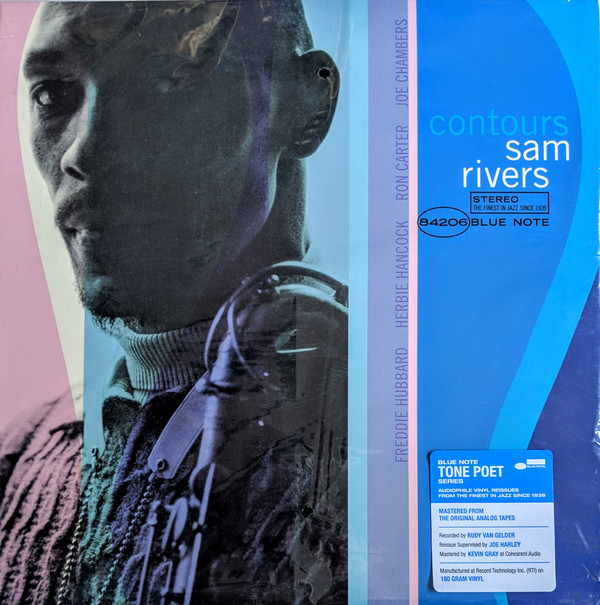 contours
sam
rivers
STEREO
THE FINEST IN JAZZ SINCE 1939
84206 BLUE NOTE
FREDDIE HUBBARD HERBIE HANCOCK RON CARTER JOE CHAMBERS
BLUE NOTE
TONE POET
SERIES
BLUE NOTE
AUDIOPHILE VINYL REISSUES
FROM THE FINEST IN JAZZ SINCE 1939
MASTERED FROM
THE ORIGINAL ANALOG TAPES
Recorded by RUDY VAN GELDER
Reissue Supervised by JOE HARLEY
Mastered by KEVIN GRAY at Cohearent Audio
Manufactured at Record Technology Inc. (RTI) on
180 GRAM VINYL